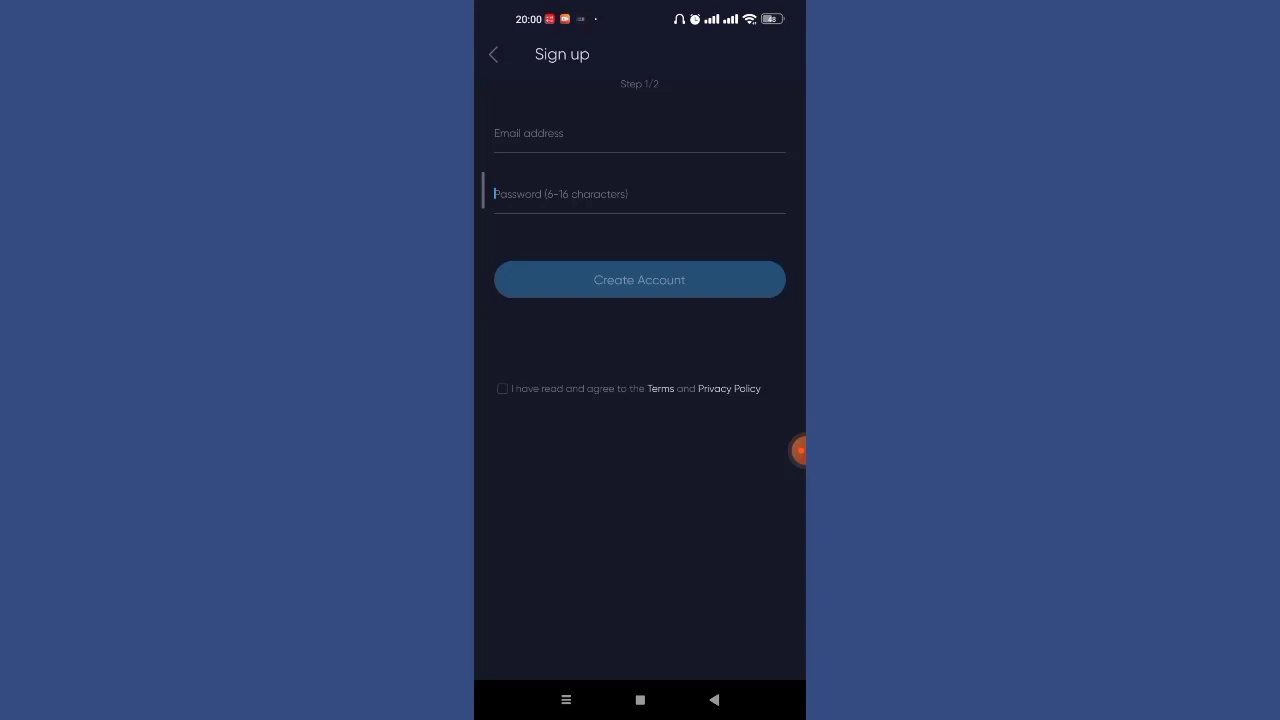 20:00
48
Sign up
Step 1/2
Email address
Password (6-16 characters)
Create Account
I have read and agree to the Terms and Privacy Policy